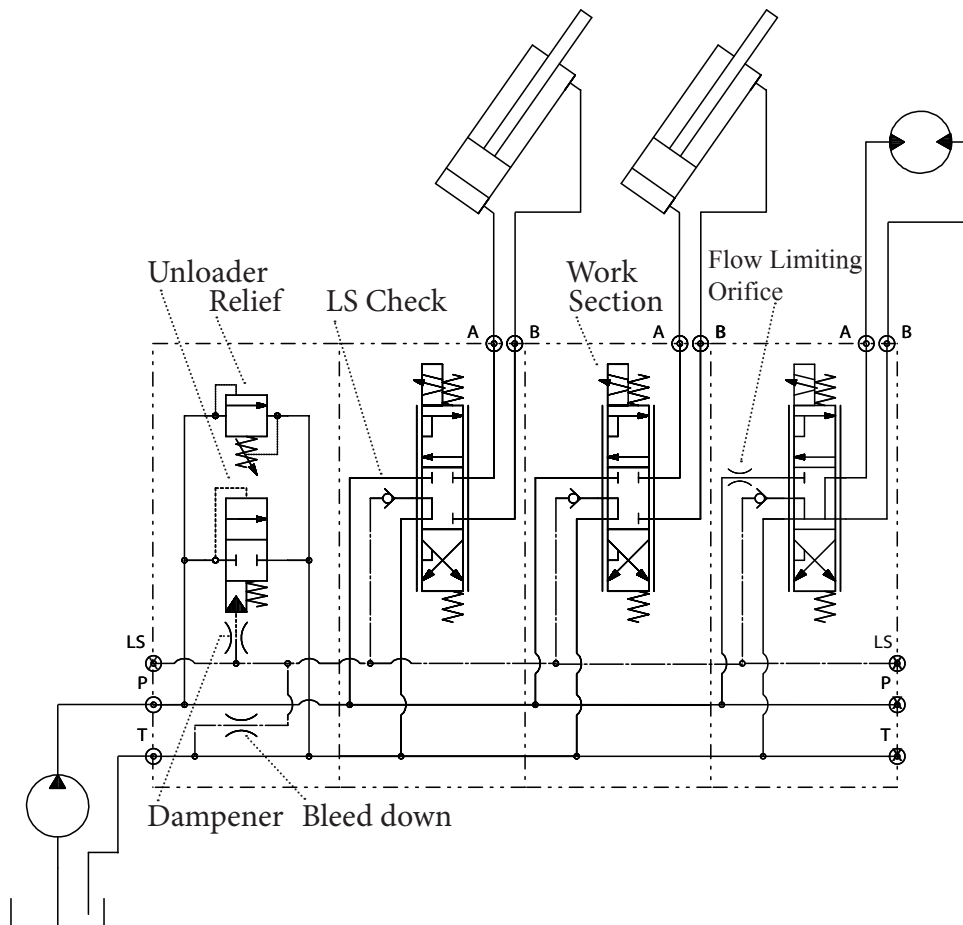 Unloader
Relief
LS Check
Work
Section
Flow Limiting
Orifice
A
B
A
B
A
B
LS
LS
P
P
T
T
Dampener
Bleed down